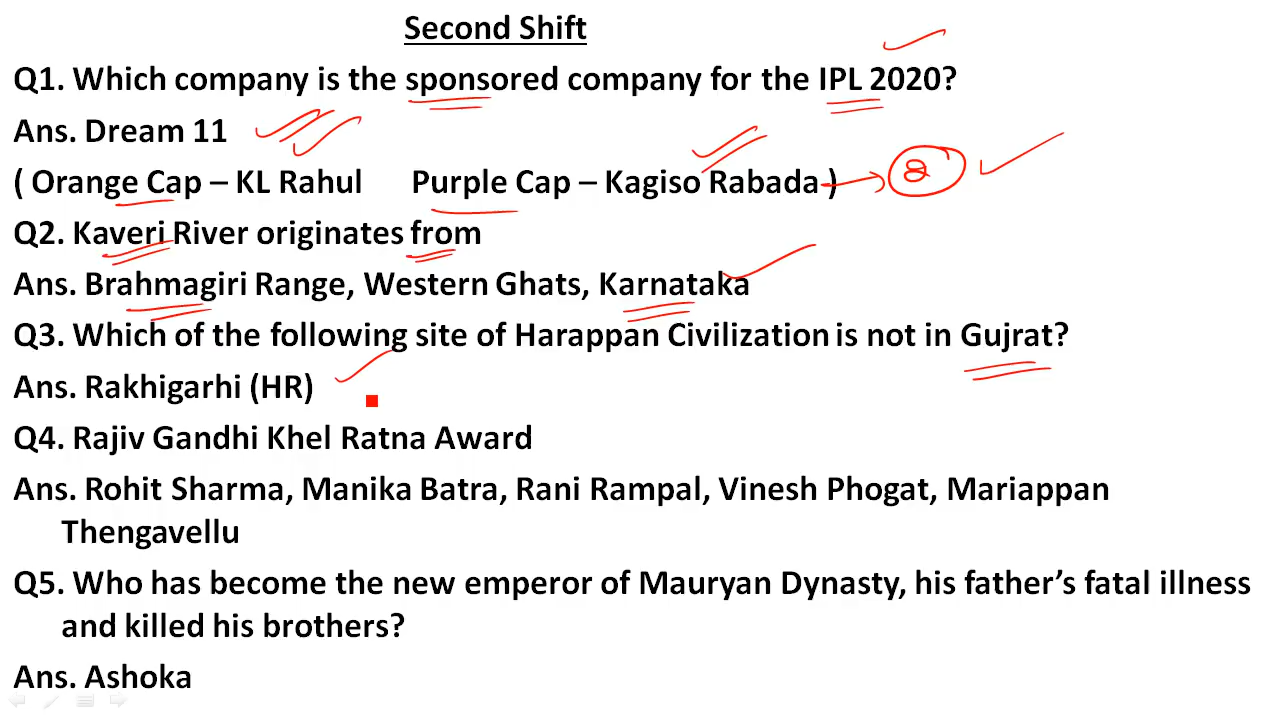 Second Shift
Q1. Which company is the sponsored company for the IPL 2020?
Ans. Dream 11
( Orange Cap – KL Rahul Purple Cap – Kagiso Rabada ) 8
Q2. Kaveri River originates from
Ans. Brahmagiri Range, Western Ghats, Karnataka
Q3. Which of the following site of Harappan Civilization is not in Gujrat?
Ans. Rakhigarhi (HR)
Q4. Rajiv Gandhi Khel Ratna Award
Ans. Rohit Sharma, Manika Batra, Rani Rampal, Vinesh Phogat, Mariappan
Thengavellu
Q5. Who has become the new emperor of Mauryan Dynasty, his father’s fatal illness
and killed his brothers?
Ans. Ashoka